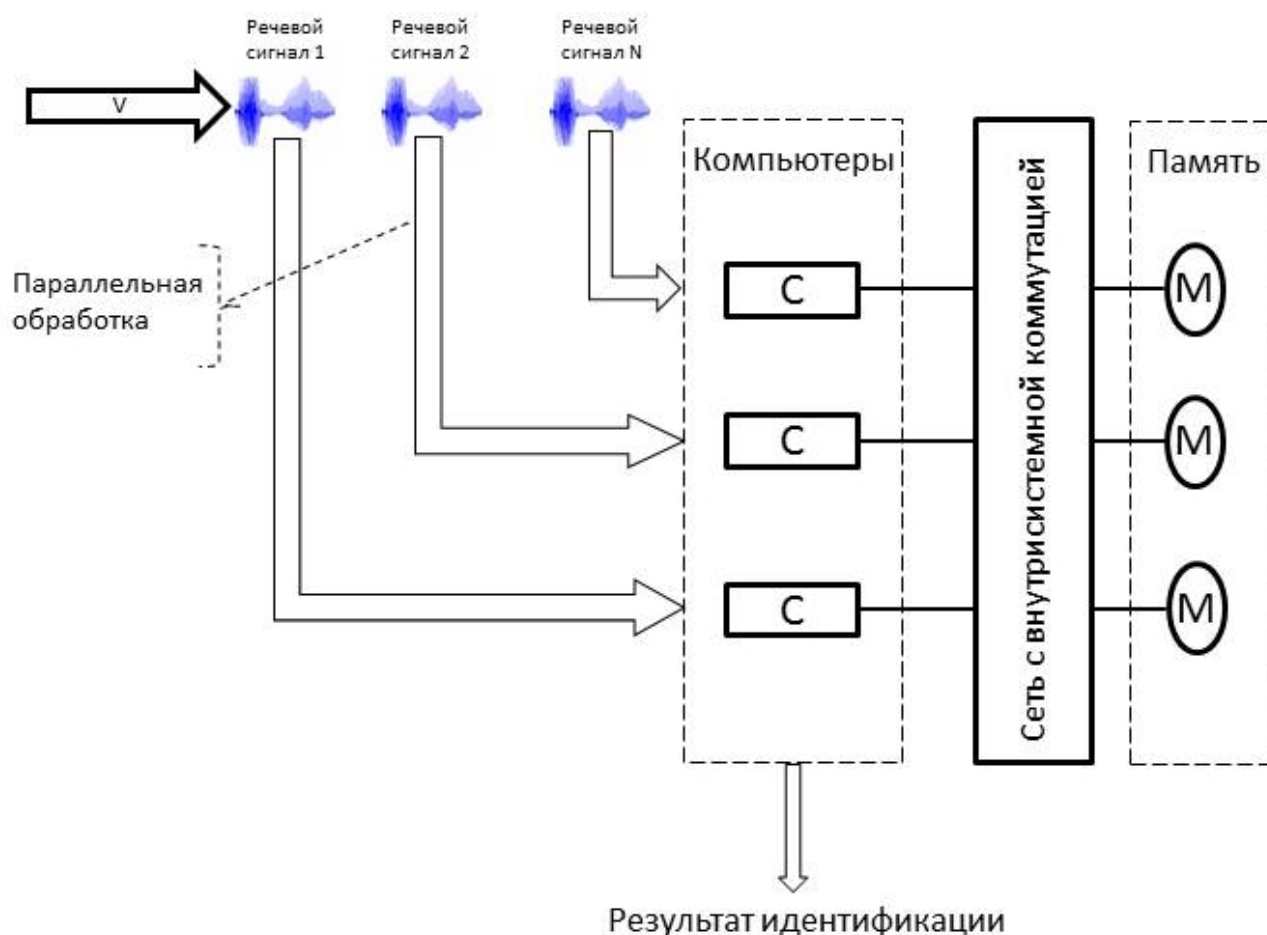 Речевой
сигнал 1
Речевой
сигнал 2
Речевой
сигнал N
V
Компьютеры
Сеть с внутрисистемной коммутацией
Память
Параллельная
обработка
С
М
С
М
С
М
Результат идентификации